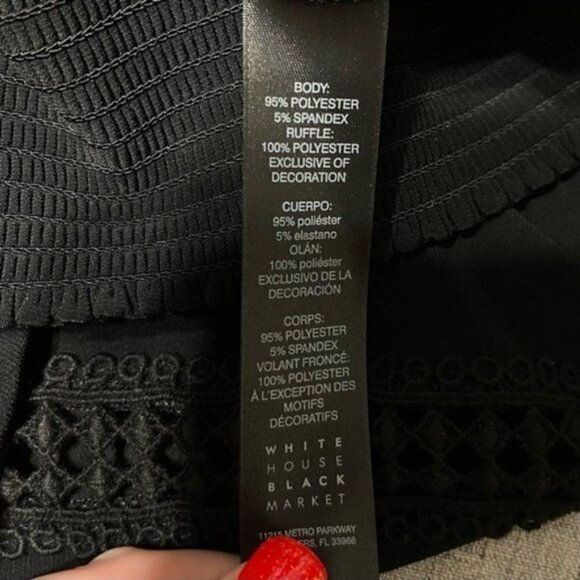 BODY:
95% POLYESTER
5% SPANDEX
RUFFLE:
100% POLYESTER
EXCLUSIVE OF
DECORATION
CUERPO:
95% poliéster
5% elastano
OLÁN:
100% poliéster
EXCLUSIVO DE LA
DECORACIÓN
CORPS:
95% POLYESTER
5% SPANDEX
VOLANT FRONCÉ:
100% POLYESTER
À L'EXCEPTION DES
MOTIFS
DÉCORATIFS
WHITE
HOUSE
BLACK
MARKET
11215 METRO PARKWAY
FL 33966